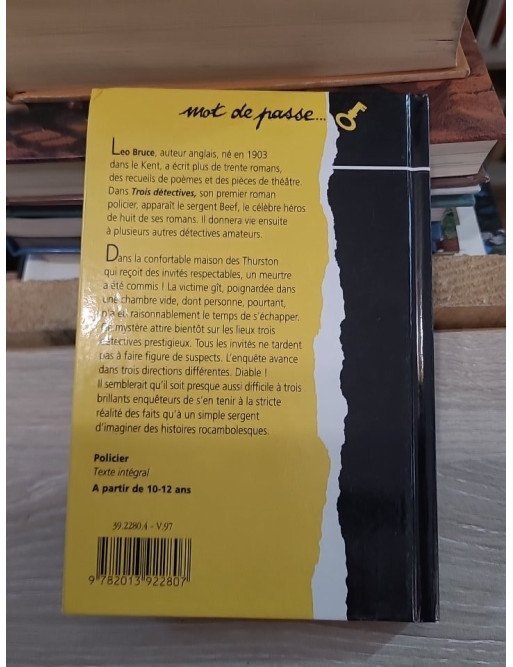 mot de passe...
Leo Bruce, auteur anglais, né en 1903
dans le Kent, a écrit plus de trente romans,
des recueils de poèmes et des pièces de théâtre.
Dans Trois détectives, son premier roman
policier, apparaît le sergent Beef, le célèbre héros
de huit de ses romans. Il donnera vie ensuite
à plusieurs autres détectives amateurs.
Dans la confortable maison des Thurston
qui reçoit des invités respectables, un meurtre
a été commis ! La victime gît, poignardée dans
une chambre vide, dont personne, pourtant,
n'a eu raisonnablement le temps de s'échapper.
Le mystère attire bientôt sur les lieux trois
détectives prestigieux. Tous les invités ne tardent
pas à faire figure de suspects. L'enquête avance
dans trois directions différentes. Diable !
Il semblerait qu'il soit presque aussi difficile à trois
brillants enquêteurs de s'en tenir à la stricte
réalité des faits qu'à un simple sergent
d'imaginer des histoires rocambolesques.
Policier
Texte intégral
A partir de 10-12 ans
39.2280.4 - V.97
9 782013 922807